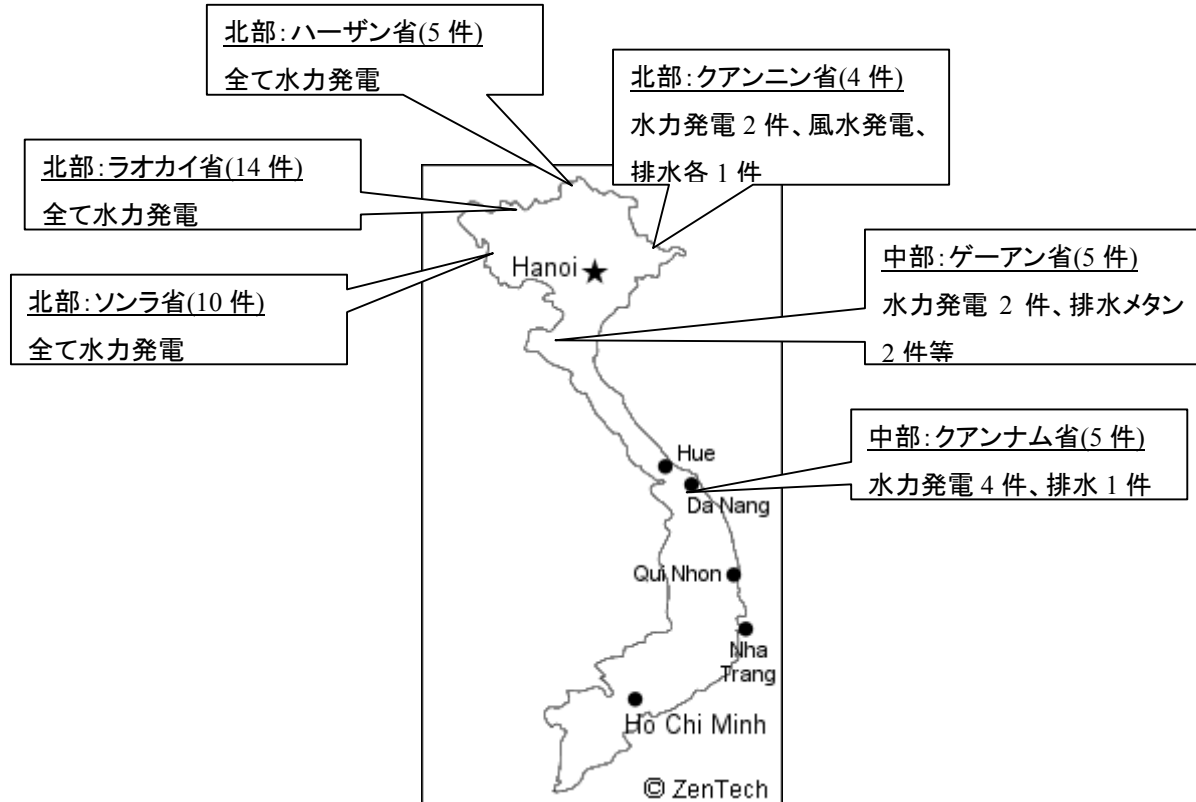 北部：ハーザン省(5 件)
全て水力発電
北部：クアンニン省(4 件)
水力発電 2 件、風水発電、
排水各 1 件
北部：ラオカイ省(14 件)
全て水力発電
北部：ソンラ省(10 件)
全て水力発電
中部：ゲーアン省(5 件)
水力発電 2 件、排水メタン
2 件等
中部：クアンナム省(5 件)
水力発電 4 件、排水 1 件
Hanoi
Hue
Da Nang
Qui Nhon
Nha
Trang
Ho Chi Minh
© ZenTech